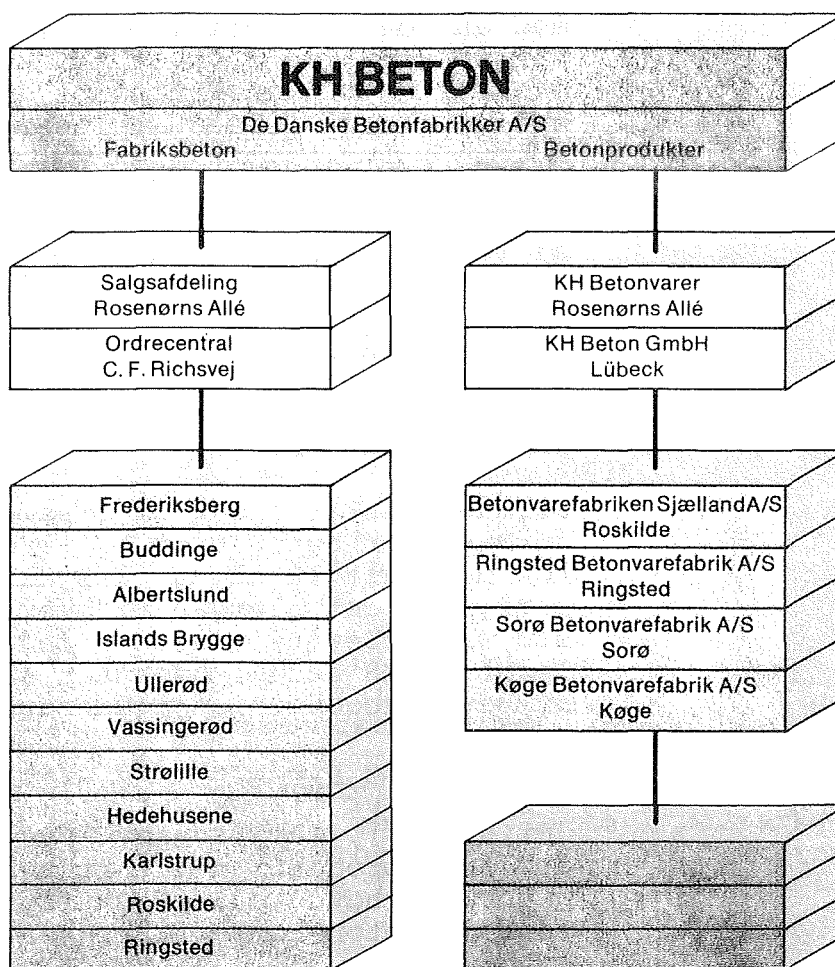 KH BETON
De Danske Betonfabrikker A/S
Fabriksbeton
Betonprodukter
Salgsafdeling
Rosenørns Allé
Ordrecentral
C. F. Richsvej
Frederiksberg
Buddinge
Albertslund
Islands Brygge
Ullerød
Vassingerød
Strølille
Hedehusene
Karlstrup
Roskilde
Ringsted
KH Betonvarer
Rosenørns Allé
KH Beton GmbH
Lübeck
Betonvarefabriken Sjælland A/S
Roskilde
Ringsted Betonvarefabrik A/S
Ringsted
Sorø Betonvarefabrik A/S
Sorø
Køge Betonvarefabrik A/S
Køge